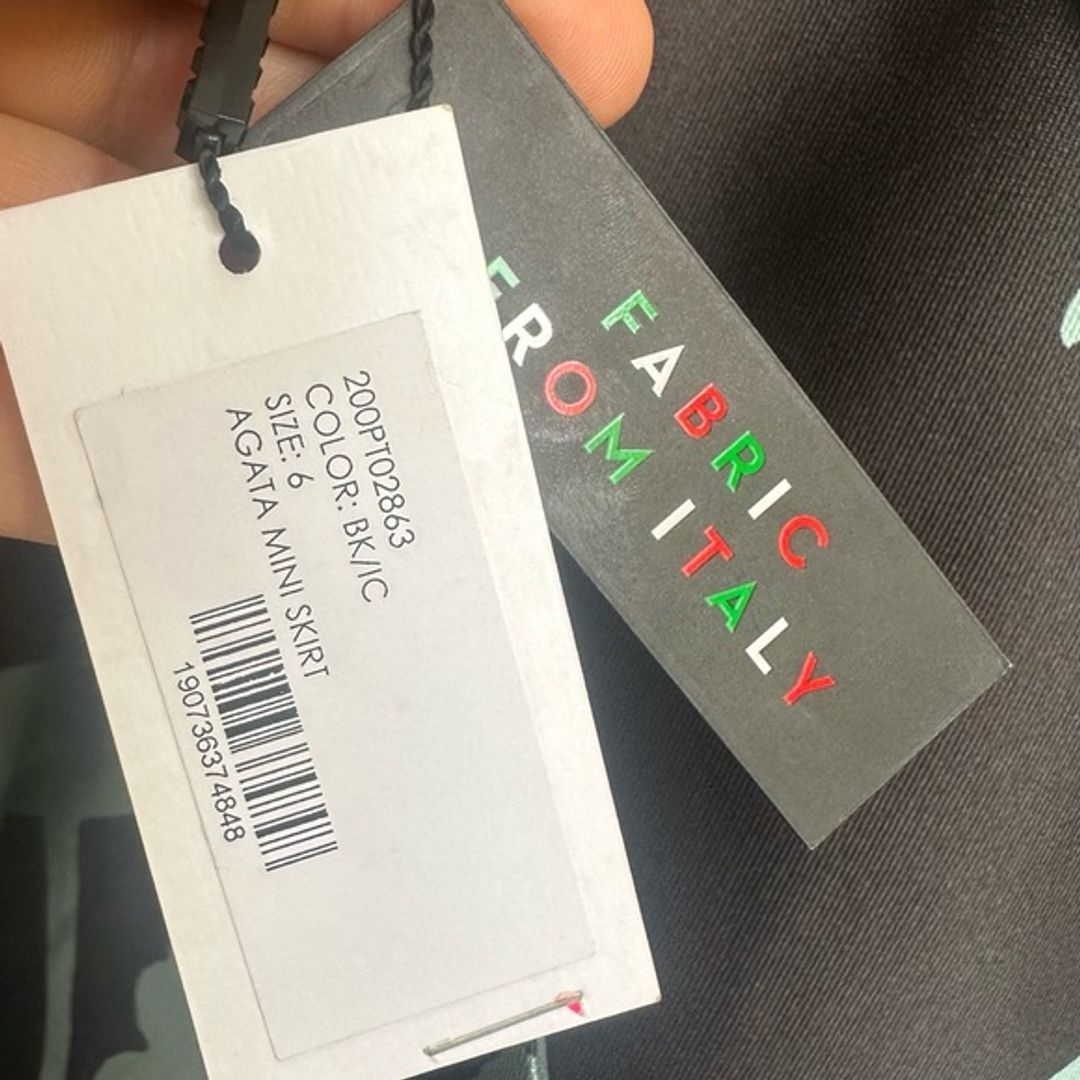 200PT02863
COLOR: BK/IC
SIZE: 6
AGATA MINI SKIRT
190736374848
FABRIC
FROM ITALY